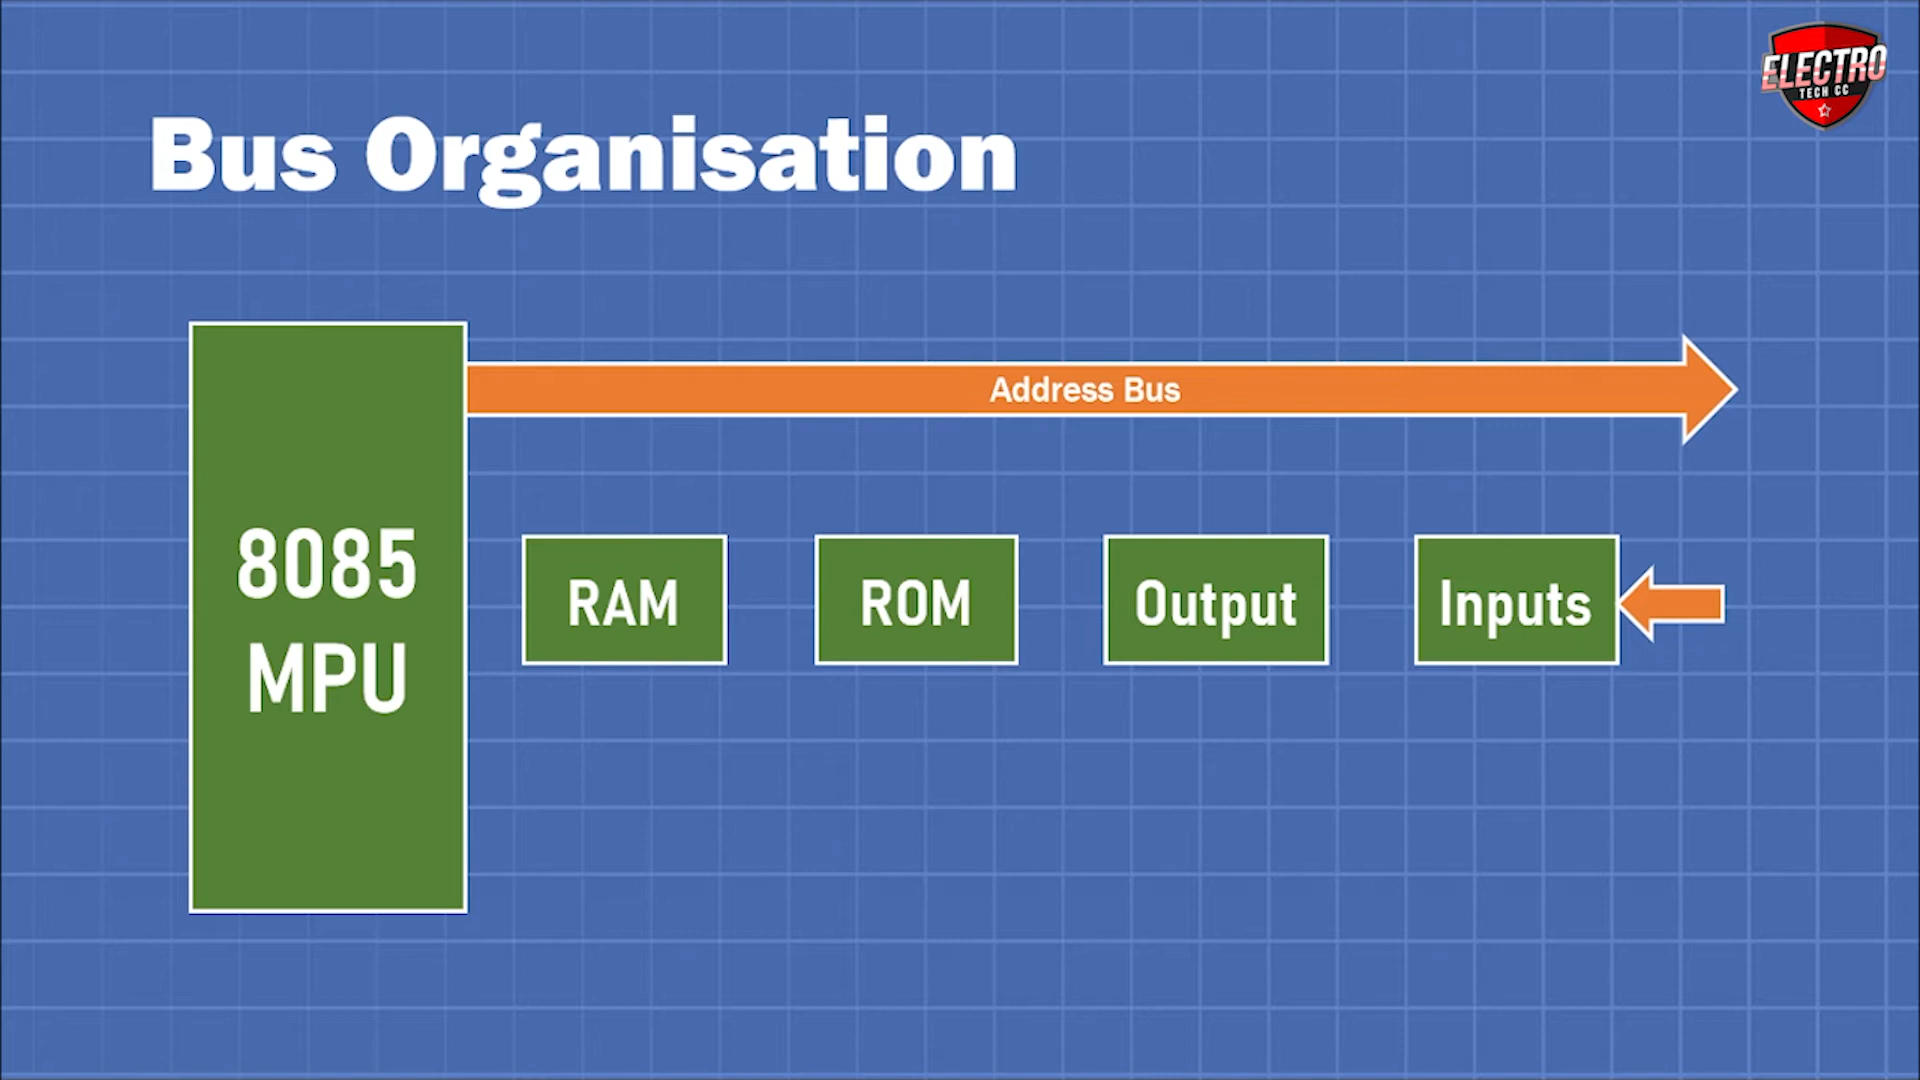 ELECTRO
TECH CC
Bus Organisation
Address Bus
8085
MPU
RAM
ROM
Output
Inputs